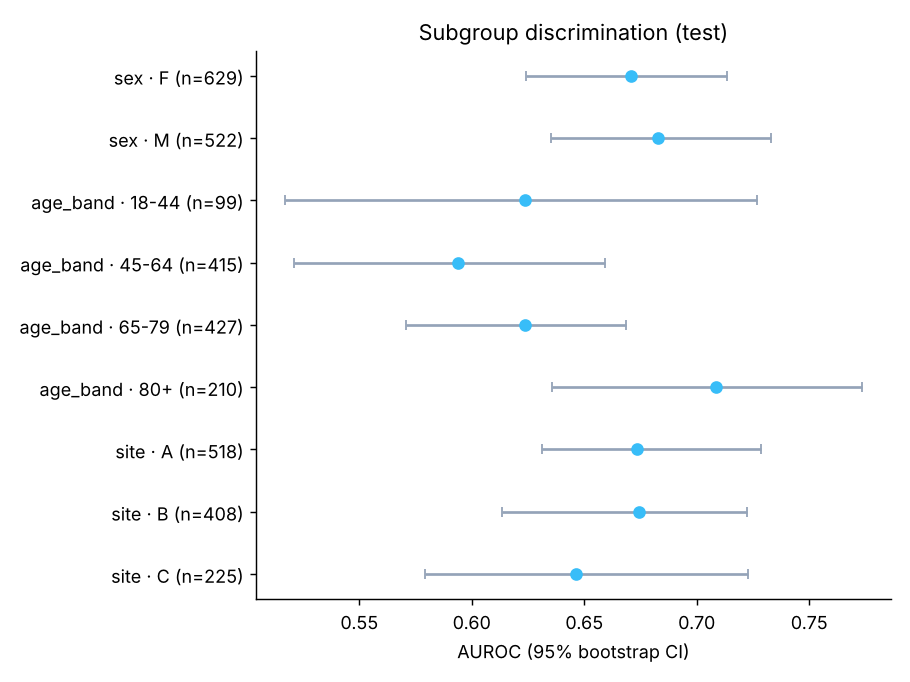 Subgroup discrimination (test)
sex · F (n=629)
sex · M (n=522)
age_band · 18-44 (n=99)
age_band · 45-64 (n=415)
age_band · 65-79 (n=427)
age_band · 80+ (n=210)
site · A (n=518)
site · B (n=408)
site · C (n=225)
0.55 0.60 0.65 0.70 0.75
AUROC (95% bootstrap CI)